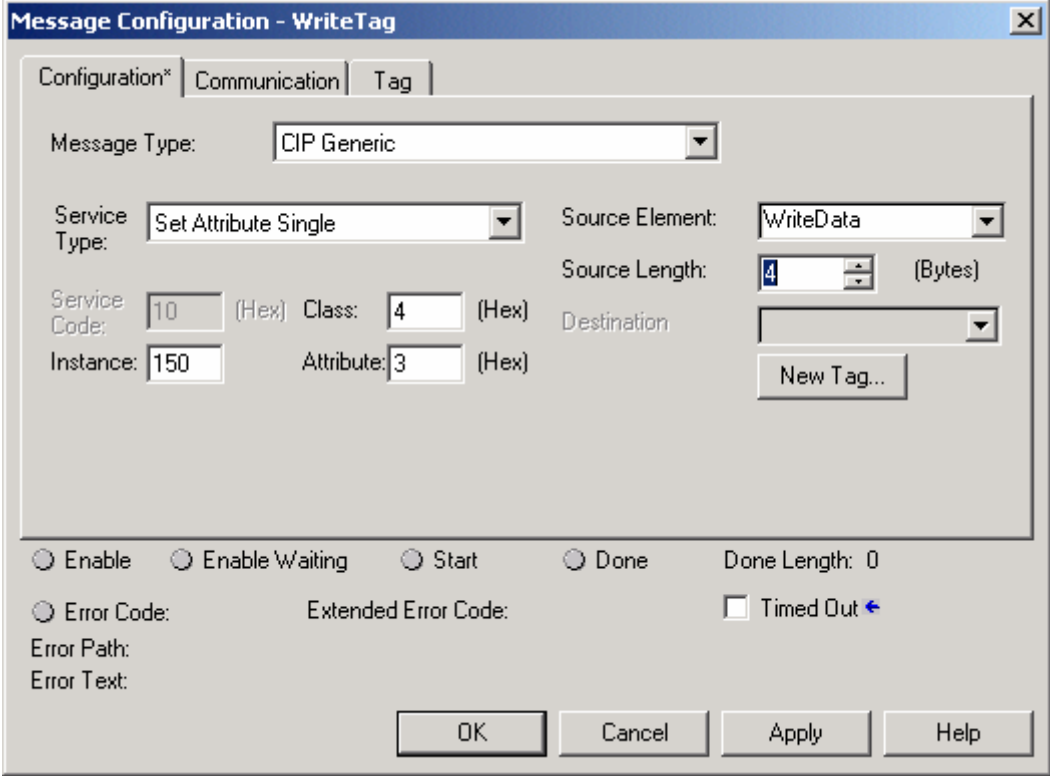 Message Configuration - WriteTag
Configuration* Communication Tag
Message Type: CIP Generic
Service Type: Set Attribute Single Source Element: WriteData
Source Length: 4 (Bytes)
Service Code: 10 (Hex) Class: 4 (Hex) Destination
Instance: 150 Attribute: 3 (Hex) New Tag...
Enable Enable Waiting Start Done Done Length: 0
Error Code: Extended Error Code: Timed Out
Error Path:
Error Text:
OK Cancel Apply Help